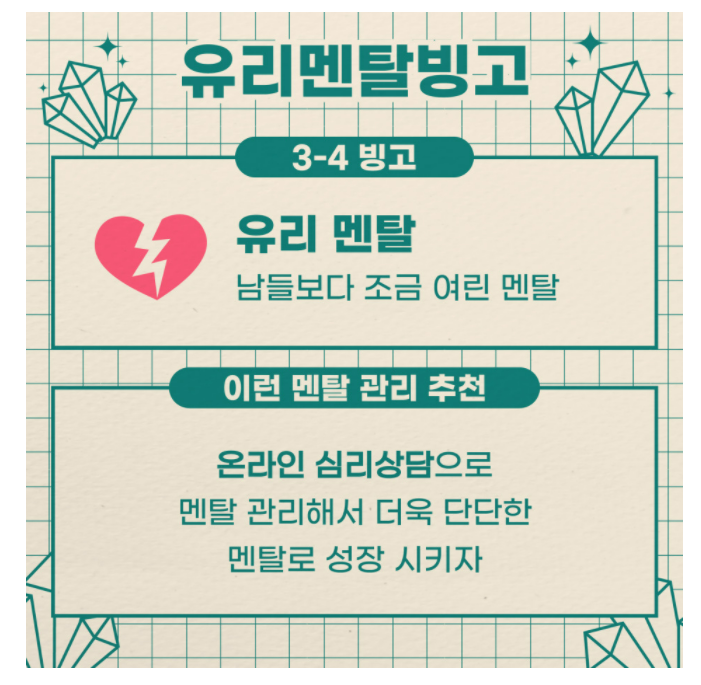 유리멘탈빙고
3-4 빙고
유리 멘탈
남들보다 조금 여린 멘탈
이런 멘탈 관리 추천
온라인 심리상담으로
멘탈 관리해서 더욱 단단한
멘탈로 성장 시키자